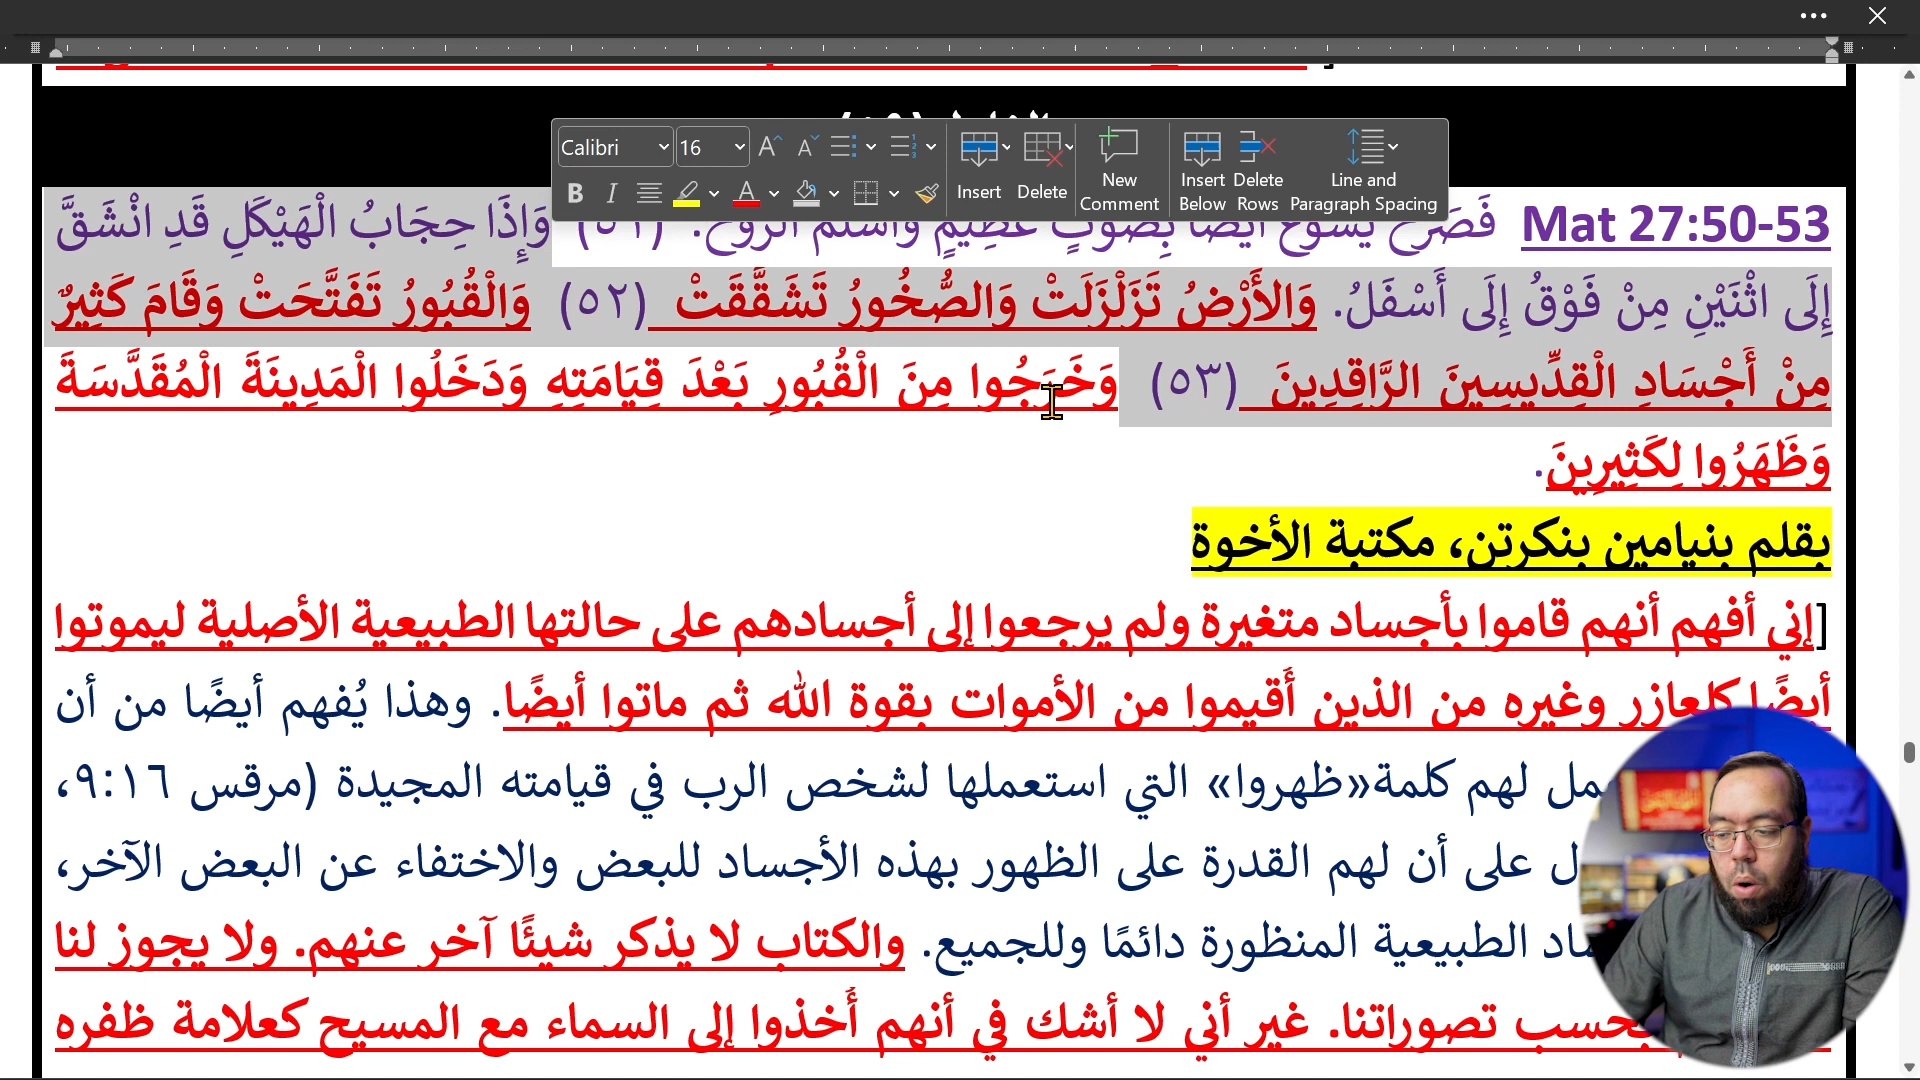 Calibri 16
Insert Delete New Comment Insert Below Delete Rows Line and Paragraph Spacing
Mat 27:50-53 فَصَرَخَ يَسُوعُ أَيْضًا بِصَوْتٍ عَظِيمٍ وَأَسْلَمَ الرُّوحَ. (٥١) وَإِذَا حِجَابُ الْهَيْكَلِ قَدِ انْشَقَّ
إِلَى اثْنَيْنِ مِنْ فَوْقُ إِلَى أَسْفَلُ. وَالأَرْضُ تَزَلْزَلَتْ وَالصُّخُورُ تَشَقَّقَتْ (٥٢) وَالْقُبُورُ تَفَتَّحَتْ وَقَامَ كَثِيرٌ
مِنْ أَجْسَادِ الْقِدِّيسِينَ الرَّاقِدِينَ (٥٣) وَخَرَجُوا مِنَ الْقُبُورِ بَعْدَ قِيَامَتِهِ وَدَخَلُوا الْمَدِينَةَ الْمُقَدَّسَةَ
وَظَهَرُوا لِكَثِيرِينَ.
بقلم بنيامين بنكرتن، مكتبة الأخوة
[إني أفهم أنهم قاموا بأجساد متغيرة ولم يرجعوا إلى أجسادهم على حالتها الطبيعية الأصلية ليموتوا
أيضًا كلعازر وغيره من الذين أُقيموا من الأموات بقوة الله ثم ماتوا أيضًا. وهذا يُفهم أيضًا من أن
لهم كلمة «ظهروا» التي استعملها لشخص الرب في قيامته المجيدة (مرقس ٩:١٦،
على أن لهم القدرة على الظهور بهذه الأجساد للبعض والاختفاء عن البعض الآخر،
الطبيعية المنظورة دائمًا وللجميع. والكتاب لا يذكر شيئًا آخر عنهم. ولا يجوز لنا
بحسب تصوراتنا. غير أني لا أشك في أنهم أُخذوا إلى السماء مع المسيح كعلامة ظفره